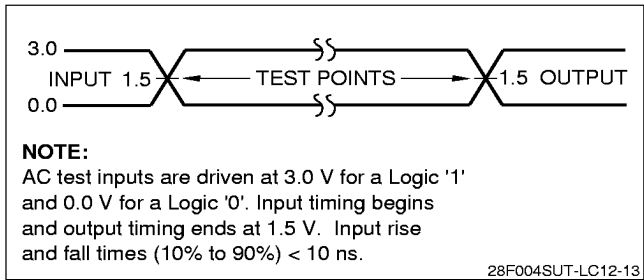 3.0
INPUT 1.5 TEST POINTS 1.5 OUTPUT
0.0
NOTE:
AC test inputs are driven at 3.0 V for a Logic '1'
and 0.0 V for a Logic '0'. Input timing begins
and output timing ends at 1.5 V. Input rise
and fall times (10% to 90%) < 10 ns.
28F004SUT-LC12-13